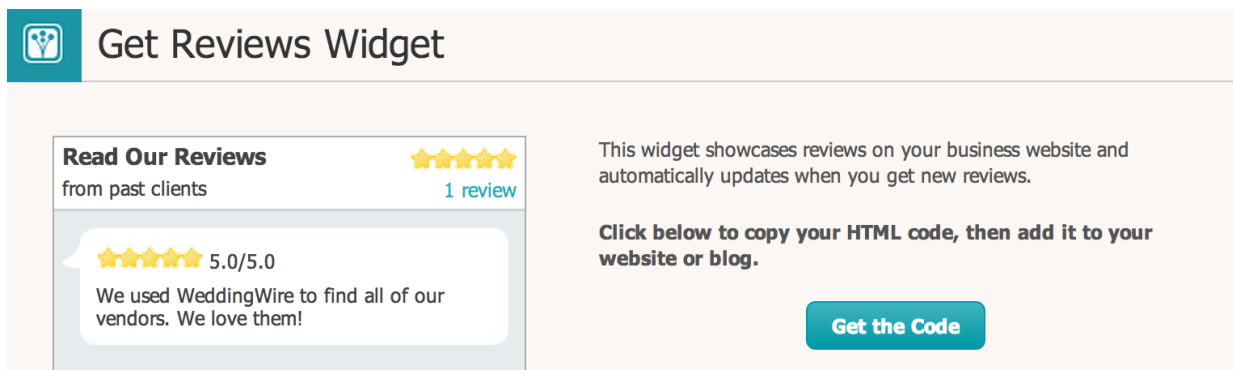 Get Reviews Widget
Read Our Reviews
from past clients
1 review
5.0/5.0
We used WeddingWire to find all of our
vendors. We love them!
This widget showcases reviews on your business website and
automatically updates when you get new reviews.
Click below to copy your HTML code, then add it to your
website or blog.
Get the Code